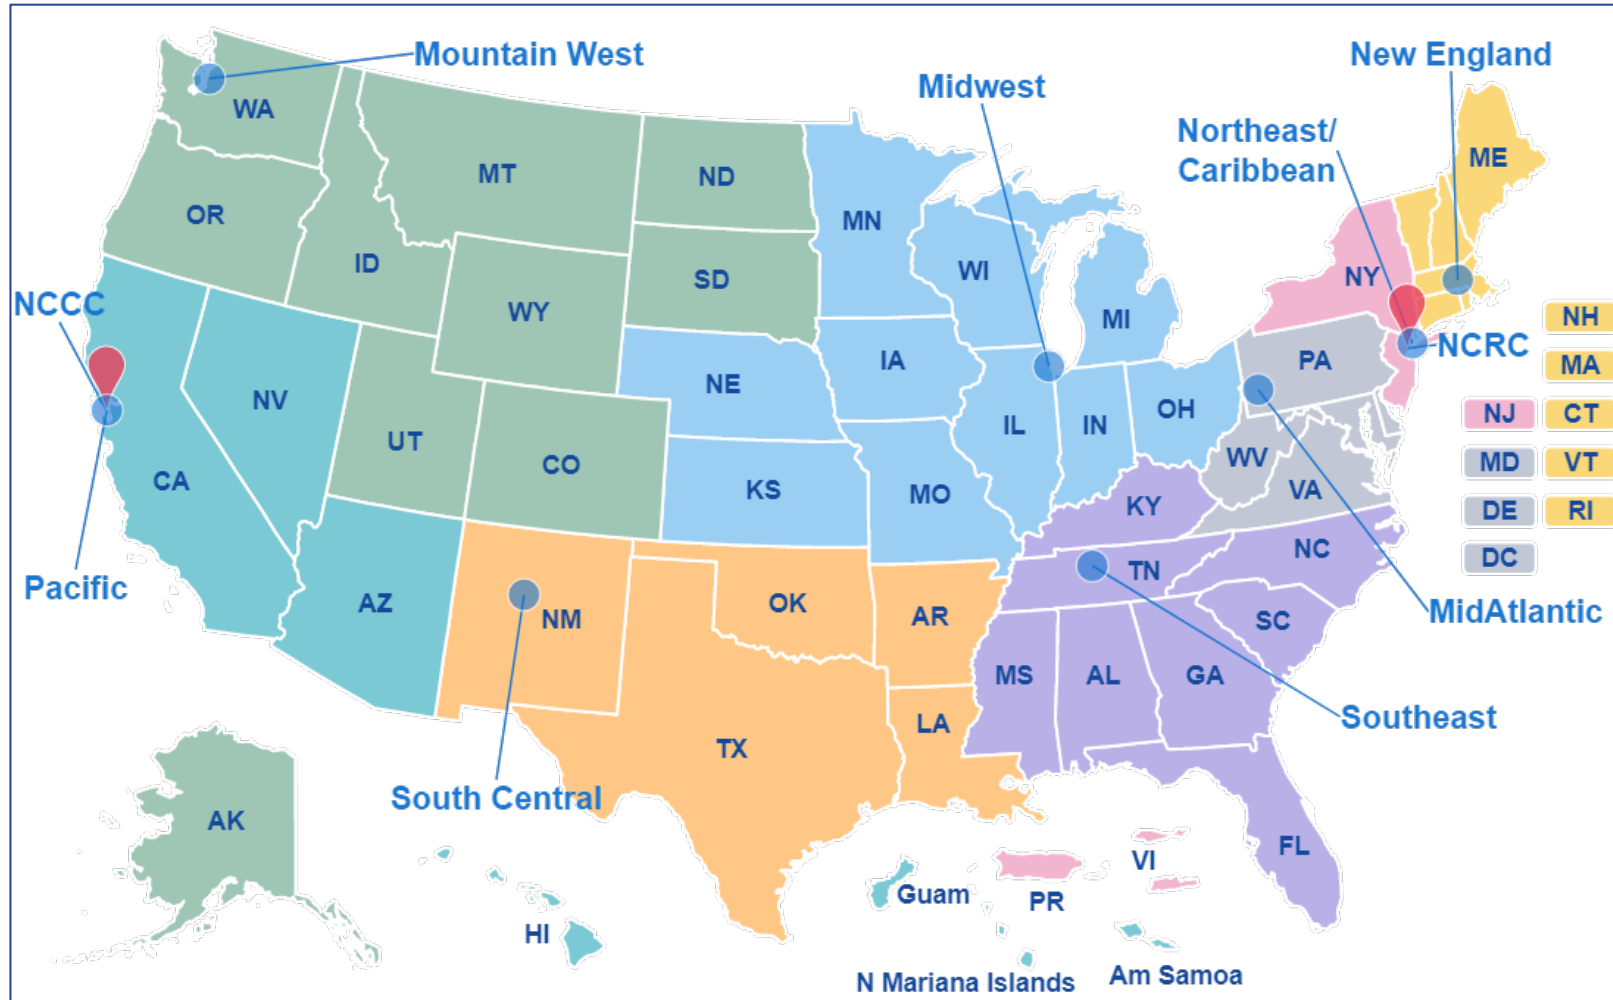 Mountain West
New England
Midwest
Northeast/
Caribbean
WA
ME
MT
ND
OR
MN
ID
WI
NY
SD
NCCC
WY
MI
NH
NCRC
IA
PA
MA
NE
NV
OH
NJ
CT
IL
IN
UT
CO
WV
MD
VT
CA
KS
MO
VA
KY
DE
RI
NC
DC
TN
Pacific
AZ
OK
NM
AR
SC
MidAtlantic
MS
AL
GA
Southeast
LA
TX
South Central
AK
FL
VI
Guam
PR
HI
N Mariana Islands
Am Samoa